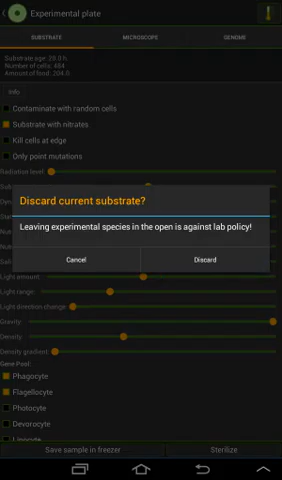 Experimental plate
SUBSTRATE
MICROSCOPE
GENOME
Substrate age: 20.0 h
Number of cells: 484
Amount of food: 204.0
Info
Contaminate with random cells
Substrate with nitrates
Kill cells at edge
Only point mutations
Radiation level:
Discard current substrate?
Leaving experimental species in the open is against lab policy!
Cancel
Discard
Light amount:
Light range:
Light direction change:
Gravity:
Density:
Density gradient:
Gene Pool:
Phagocyte
Flagellocyte
Photocyte
Devorocyte
Lipocyte
Save sample in freezer
Sterilize